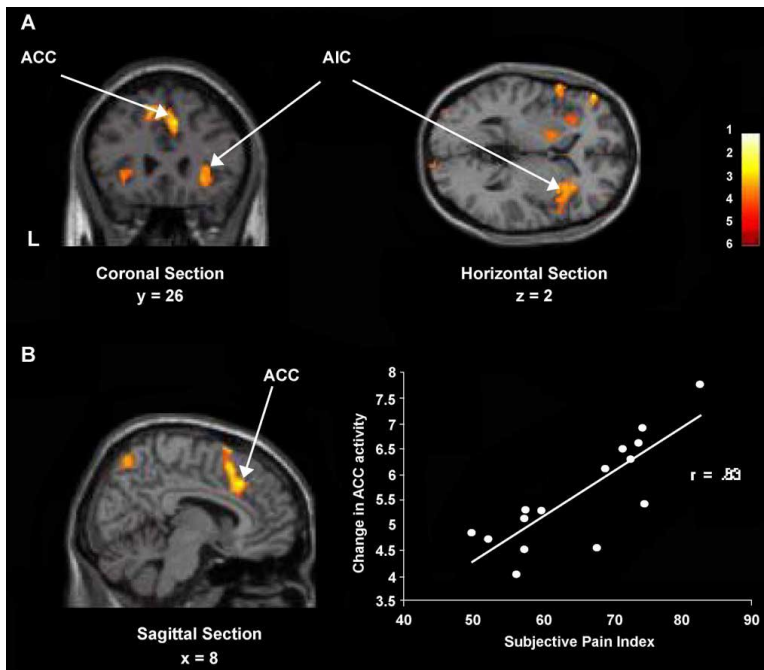 A
ACC
AIC
1
2
3
4
5
6
L
Coronal Section
y = 26
Horizontal Section
z = 2
B
ACC
8
7.5
7
6.5
6
5.5
5
4.5
4
3.5
Change in ACC activity
r =
40
50
60
70
80
90
Subjective Pain Index
Sagittal Section
x = 8